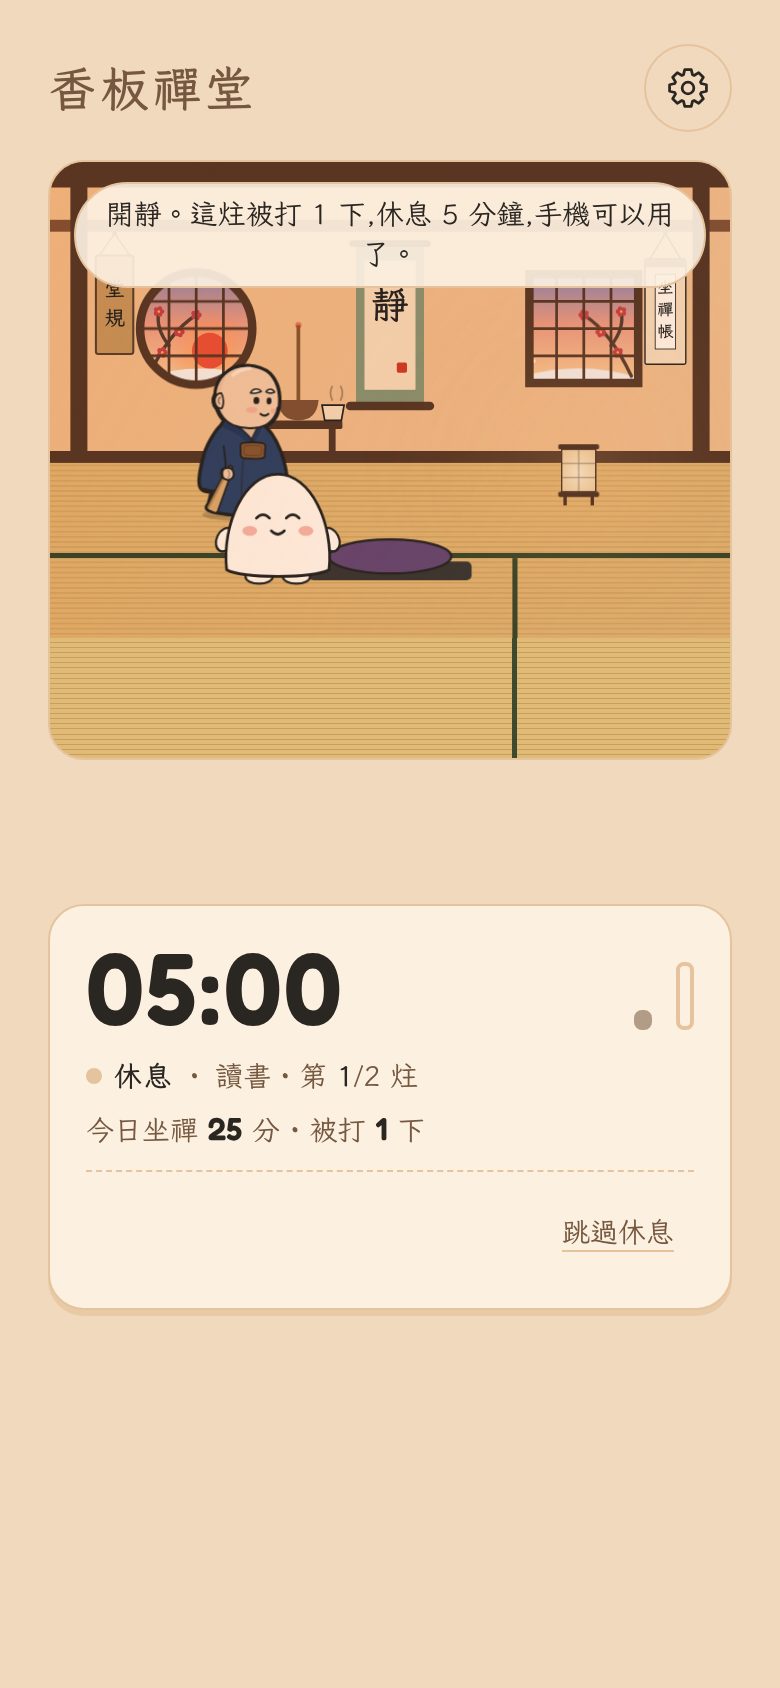 香板禪堂
開靜。這炷被打 1 下,休息 5 分鐘,手機可以用
了。
堂規
靜
坐禪帳
05:00
休息 · 讀書·第 1/2 炷
今日坐禪 25 分·被打 1 下
跳過休息